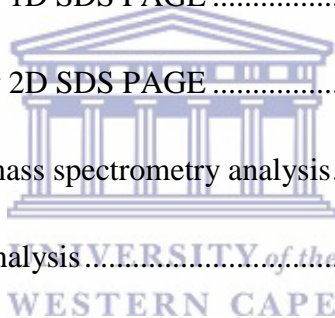 1D SDS PAGE ....................
2D SDS PAGE ....................
mass spectrometry analysis.
nalysis ............................
UNIVERSITY of the
WESTERN CAPE